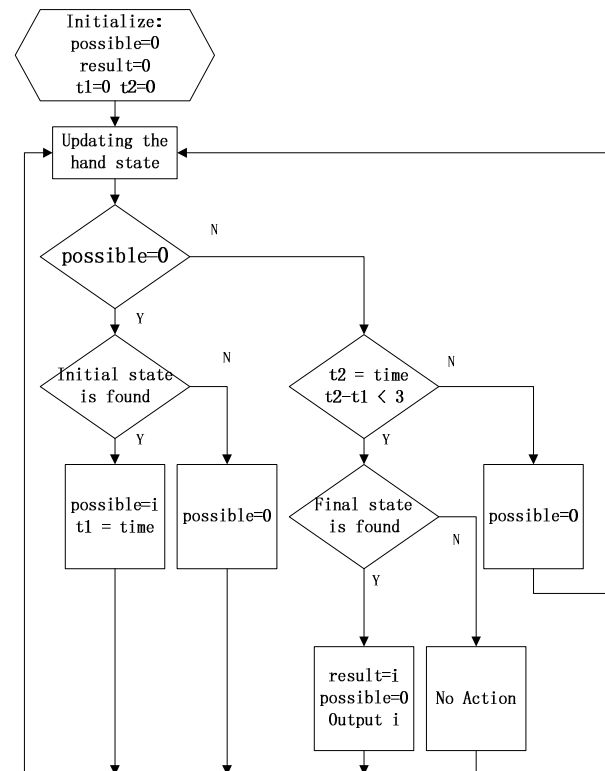 Initialize:
possible=0
result=0
t1=0 t2=0
Updating the
hand state
N
possible=0
Y
Initial state
is found
N
Y
t2 = time
t2-t1 < 3
N
Y
possible=i
t1 = time
possible=0
Final state
is found
N
Y
possible=0
result=i
possible=0
Output i
No Action